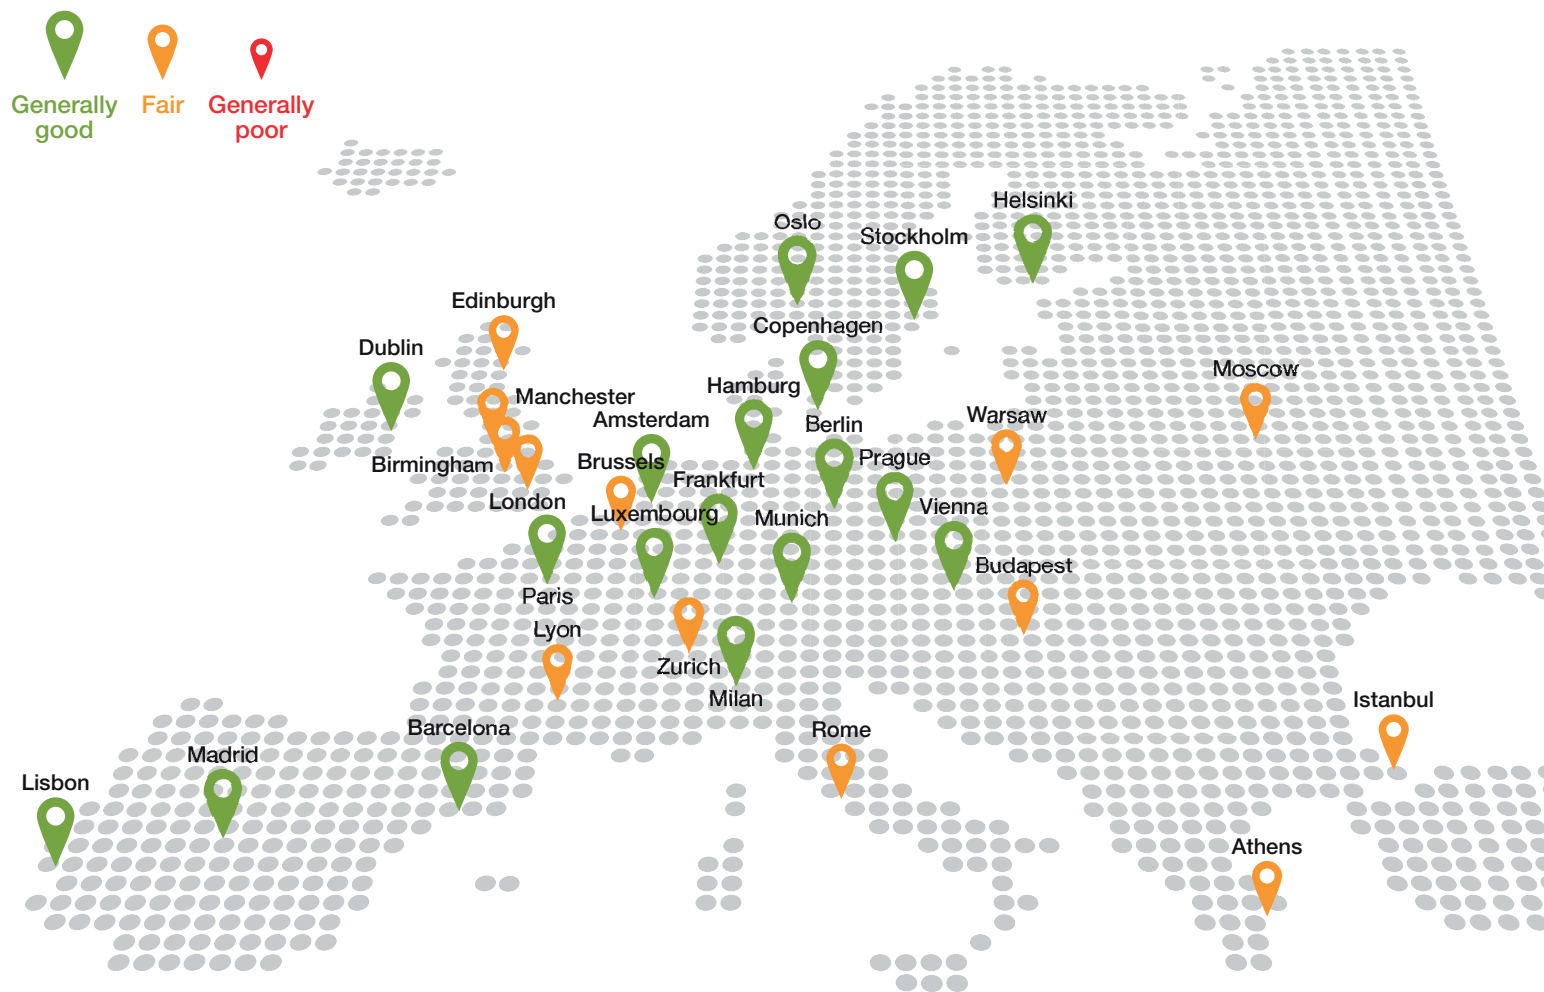 Generally
good
Fair
Generally
poor
Helsinki
Oslo
Stockholm
Edinburgh
Copenhagen
Dublin
Moscow
Hamburg
Manchester
Amsterdam
Warsaw
Berlin
Birmingham
Brussels
Prague
Frankfurt
London
Luxembourg
Munich
Vienna
Budapest
Paris
Lyon
Zurich
Milan
Istanbul
Barcelona
Rome
Madrid
Lisbon
Athens